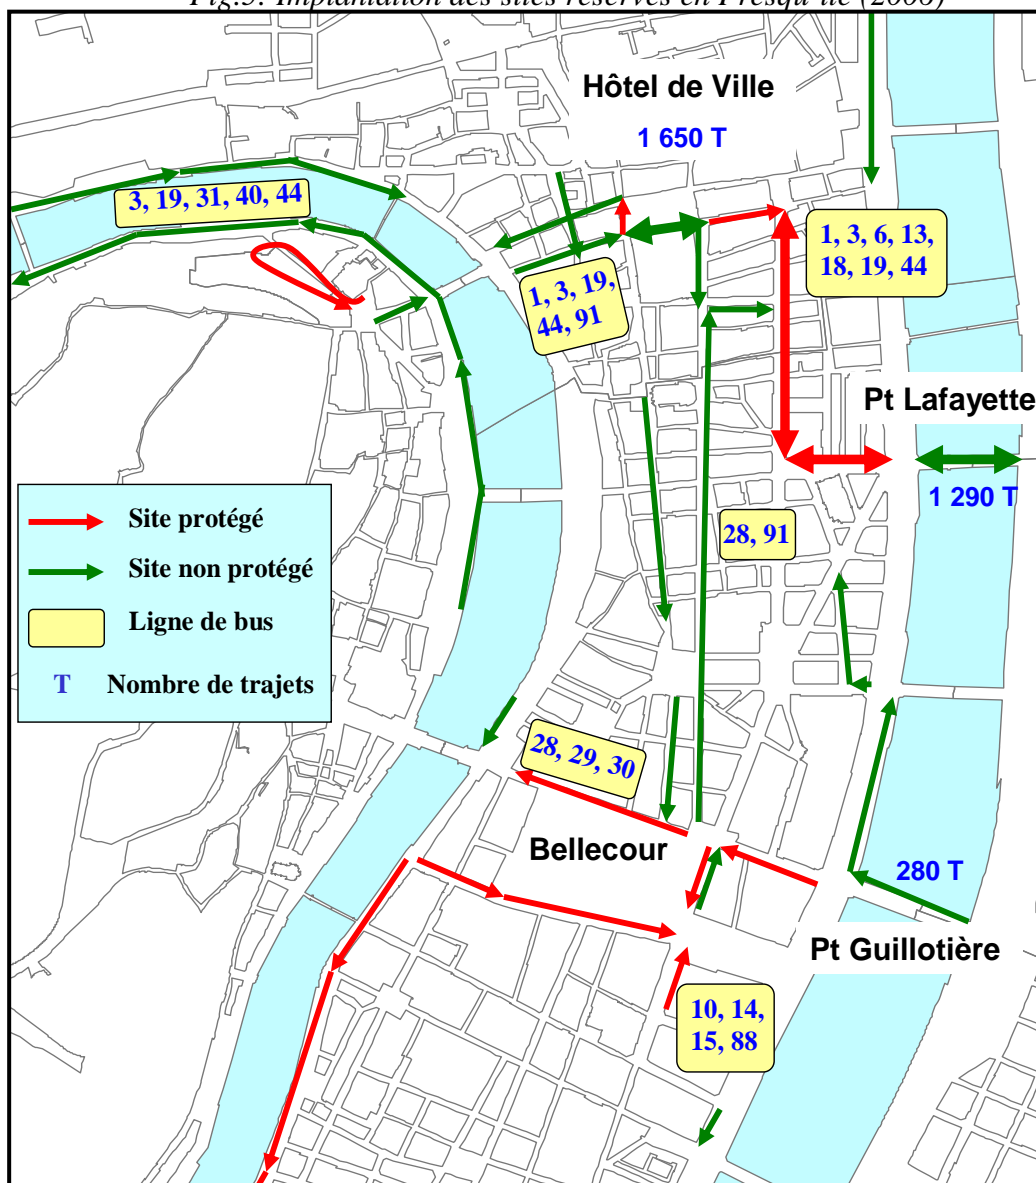 Fig.5: Implantation des sites réservés en Presqu'île (2006)
Hôtel de Ville
1 650 T
3, 19, 31, 40, 44
1, 3, 6, 13,
18, 19, 44
1, 3, 19,
44, 91
Pt Lafayette
1 290 T
Site protégé
Site non protégé
Ligne de bus
T Nombre de trajets
28, 91
28, 29, 30
Bellecour
280 T
Pt Guillotière
10, 14,
15, 88